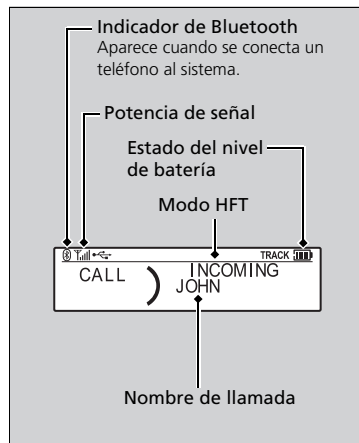 Indicador de Bluetooth
Aparece cuando se conecta un
teléfono al sistema.
Potencia de señal
Estado del nivel
de batería
Modo HFT
TRACK
CALL
INCOMING
JOHN
Nombre de llamada